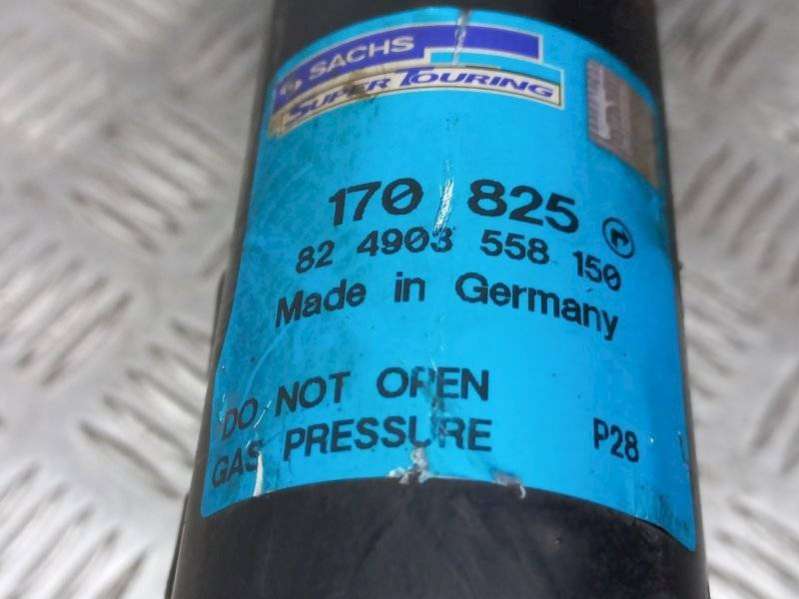 SACHS
SUPER TOURING
170 825
82 4903 558 150
Made in Germany
DO NOT OPEN
GAS PRESSURE P28